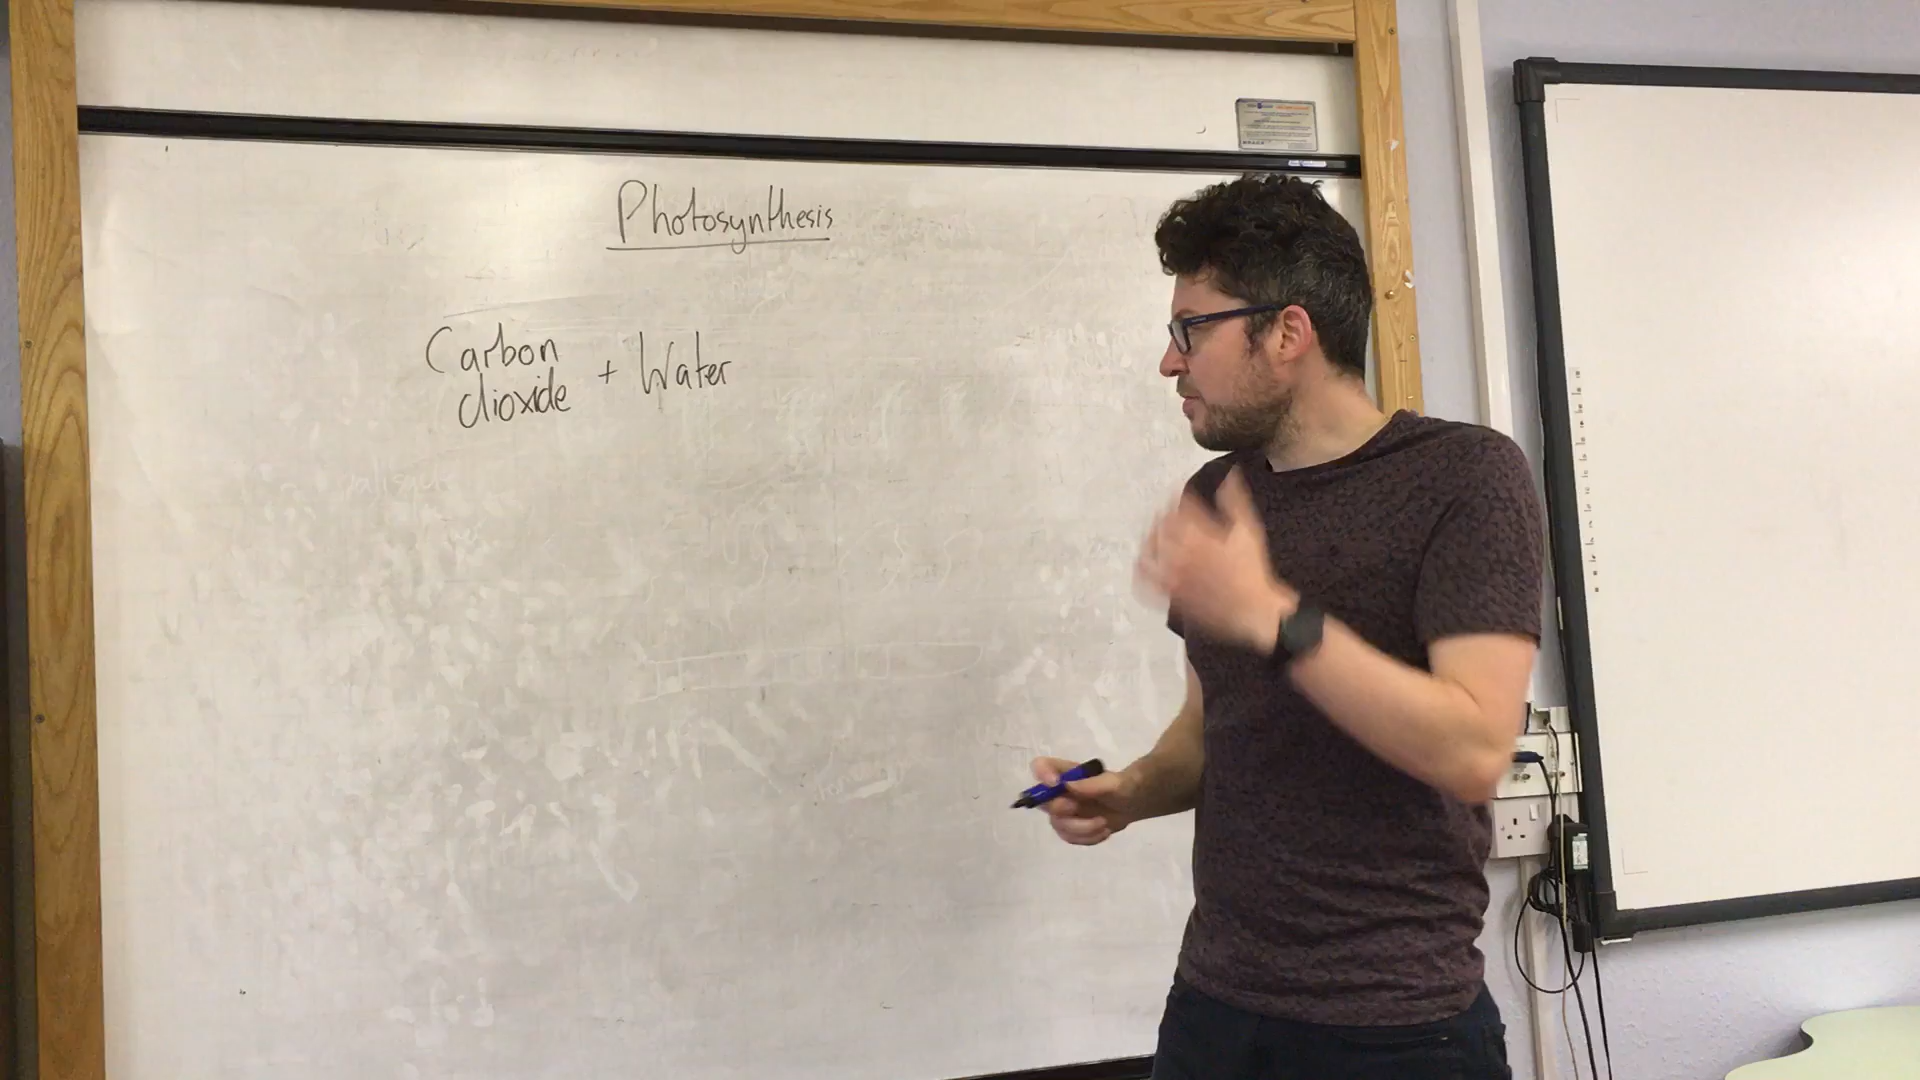 Photosynthesis
Carbon
dioxide + Water